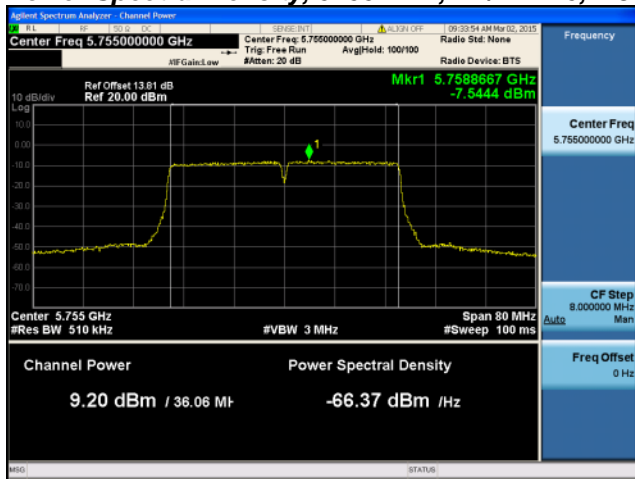 Agilent Spectrum Analyzer - Channel Power
RL RF 50 Ω DC SENSE:INT ALIGN OFF 09:33:54 AM Mar 02, 2015
Center Freq 5.755000000 GHz
Center Freq: 5.755000000 GHz
Radio Std: None
Trig: Free Run Avg|Hold: 100/100
#IFGain:Low #Atten: 20 dB Radio Device: BTS
Frequency
Mkr1 5.7588667 GHz
-7.5444 dBm
Ref Offset 13.81 dB
10 dB/div Ref 20.00 dBm
Log
10.0
0.00
-10.0
-20.0
-30.0
-40.0
-50.0
-60.0
-70.0
1
Center Freq
5.755000000 GHz
Center 5.755 GHz Span 80 MHz
#Res BW 510 kHz #VBW 3 MHz #Sweep 100 ms
CF Step
8.000000 MHz
Auto Man
Freq Offset
0 Hz
Channel Power Power Spectral Density
9.20 dBm / 36.06 MH -66.37 dBm /Hz
MSG STATUS